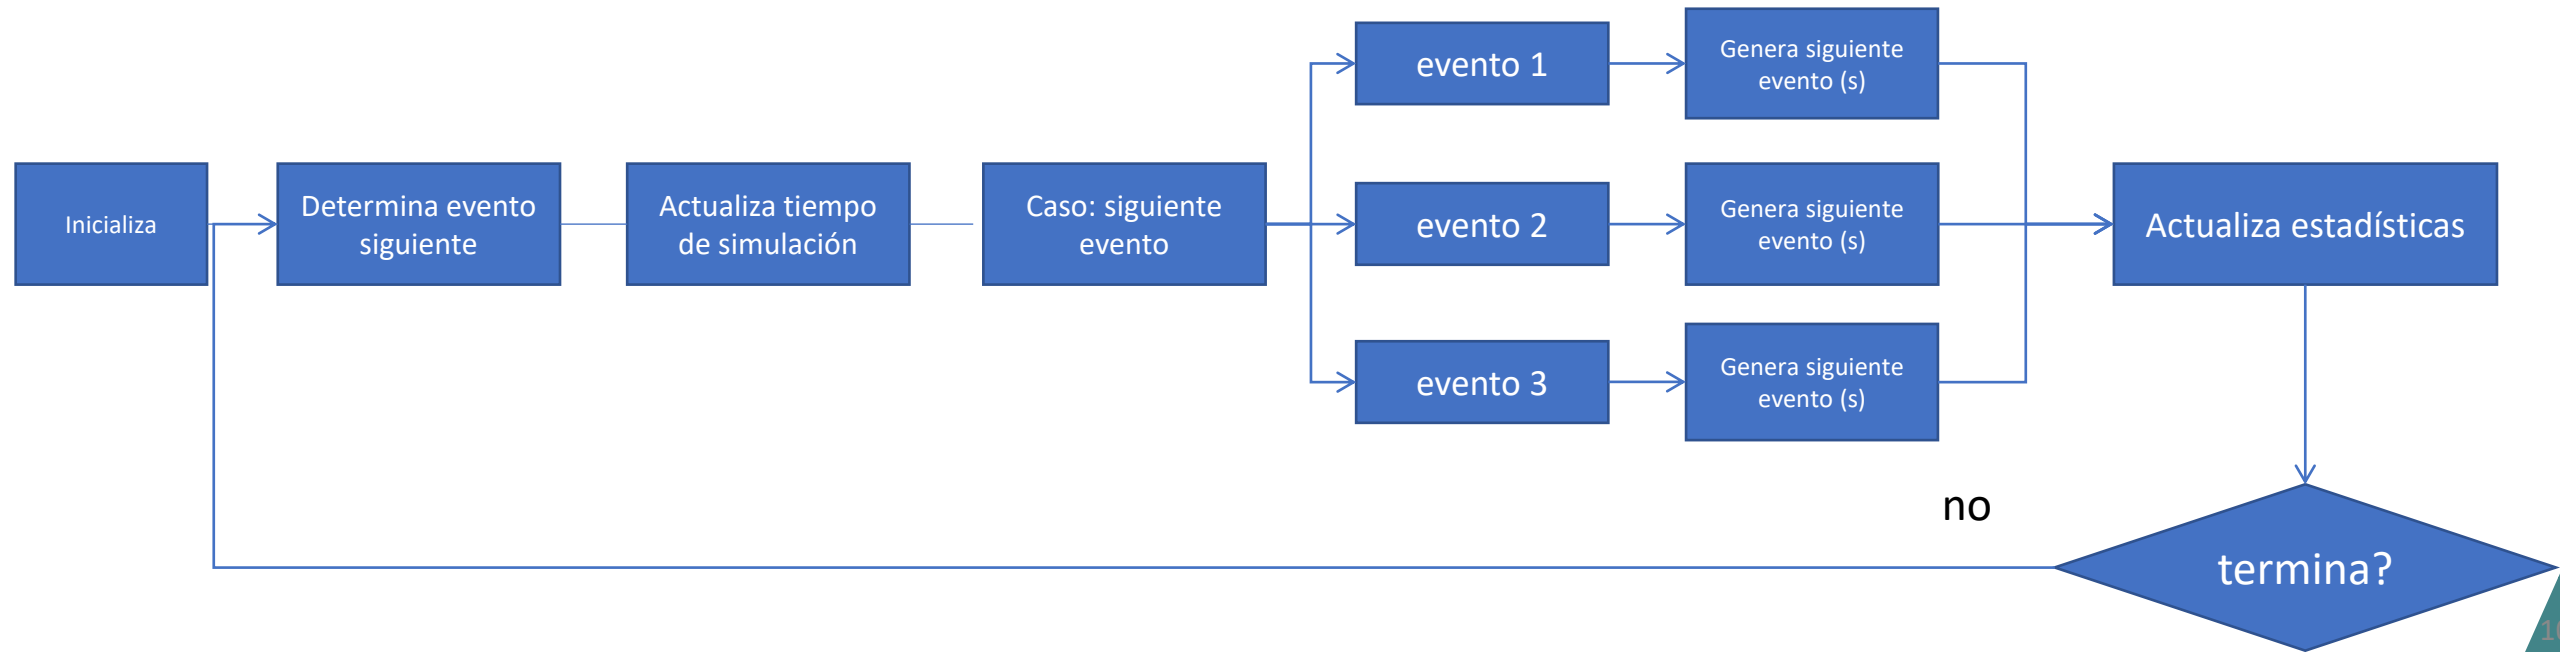 Inicializa
Determina evento
siguiente
Actualiza tiempo
de simulación
Caso: siguiente
evento
evento 1
Genera siguiente
evento (s)
evento 2
Genera siguiente
evento (s)
evento 3
Genera siguiente
evento (s)
Actualiza estadísticas
no
termina?